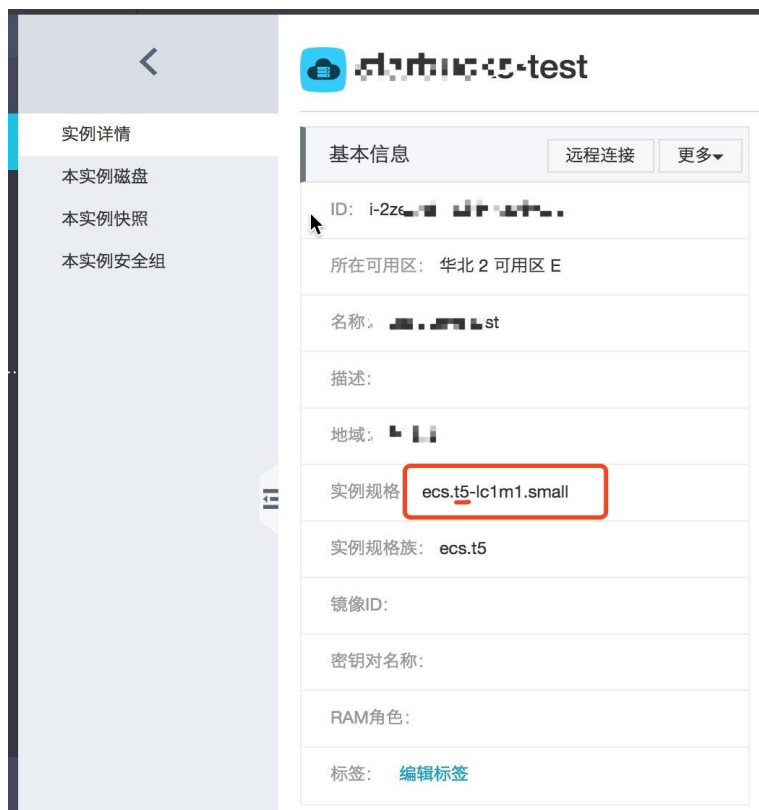 -test
实例详情
本实例磁盘
本实例快照
本实例安全组
基本信息 远程连接 更多
ID: i-2ze
所在可用区: 华北 2 可用区 E
名称: st
描述:
地域:
实例规格 ecs.t5-lc1m1.small
实例规格族: ecs.t5
镜像ID:
密钥对名称:
RAM角色:
标签: 编辑标签